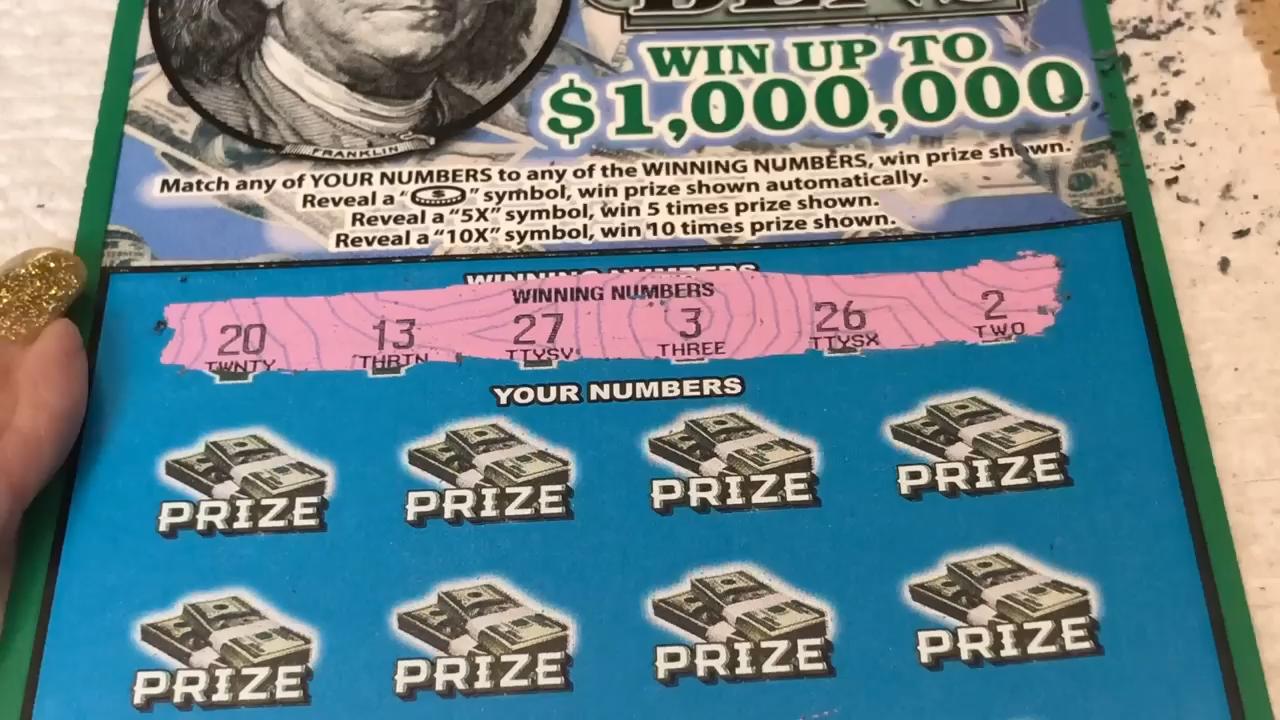 WIN UP TO
$1,000,000
FRANKLIN
Match any of YOUR NUMBERS to any of the WINNING NUMBERS, win prize shown.
Reveal a "$" symbol, win prize shown automatically.
Reveal a "5X" symbol, win 5 times prize shown.
Reveal a "10X" symbol, win 10 times prize shown.
WINNING NUMBERS
WINNING NUMBERS
20 13 27 3 26 2
TWNTY THRTN TTYSV THREE TTYSX TWO
YOUR NUMBERS
PRIZE PRIZE PRIZE PRIZE
PRIZE PRIZE PRIZE PRIZE